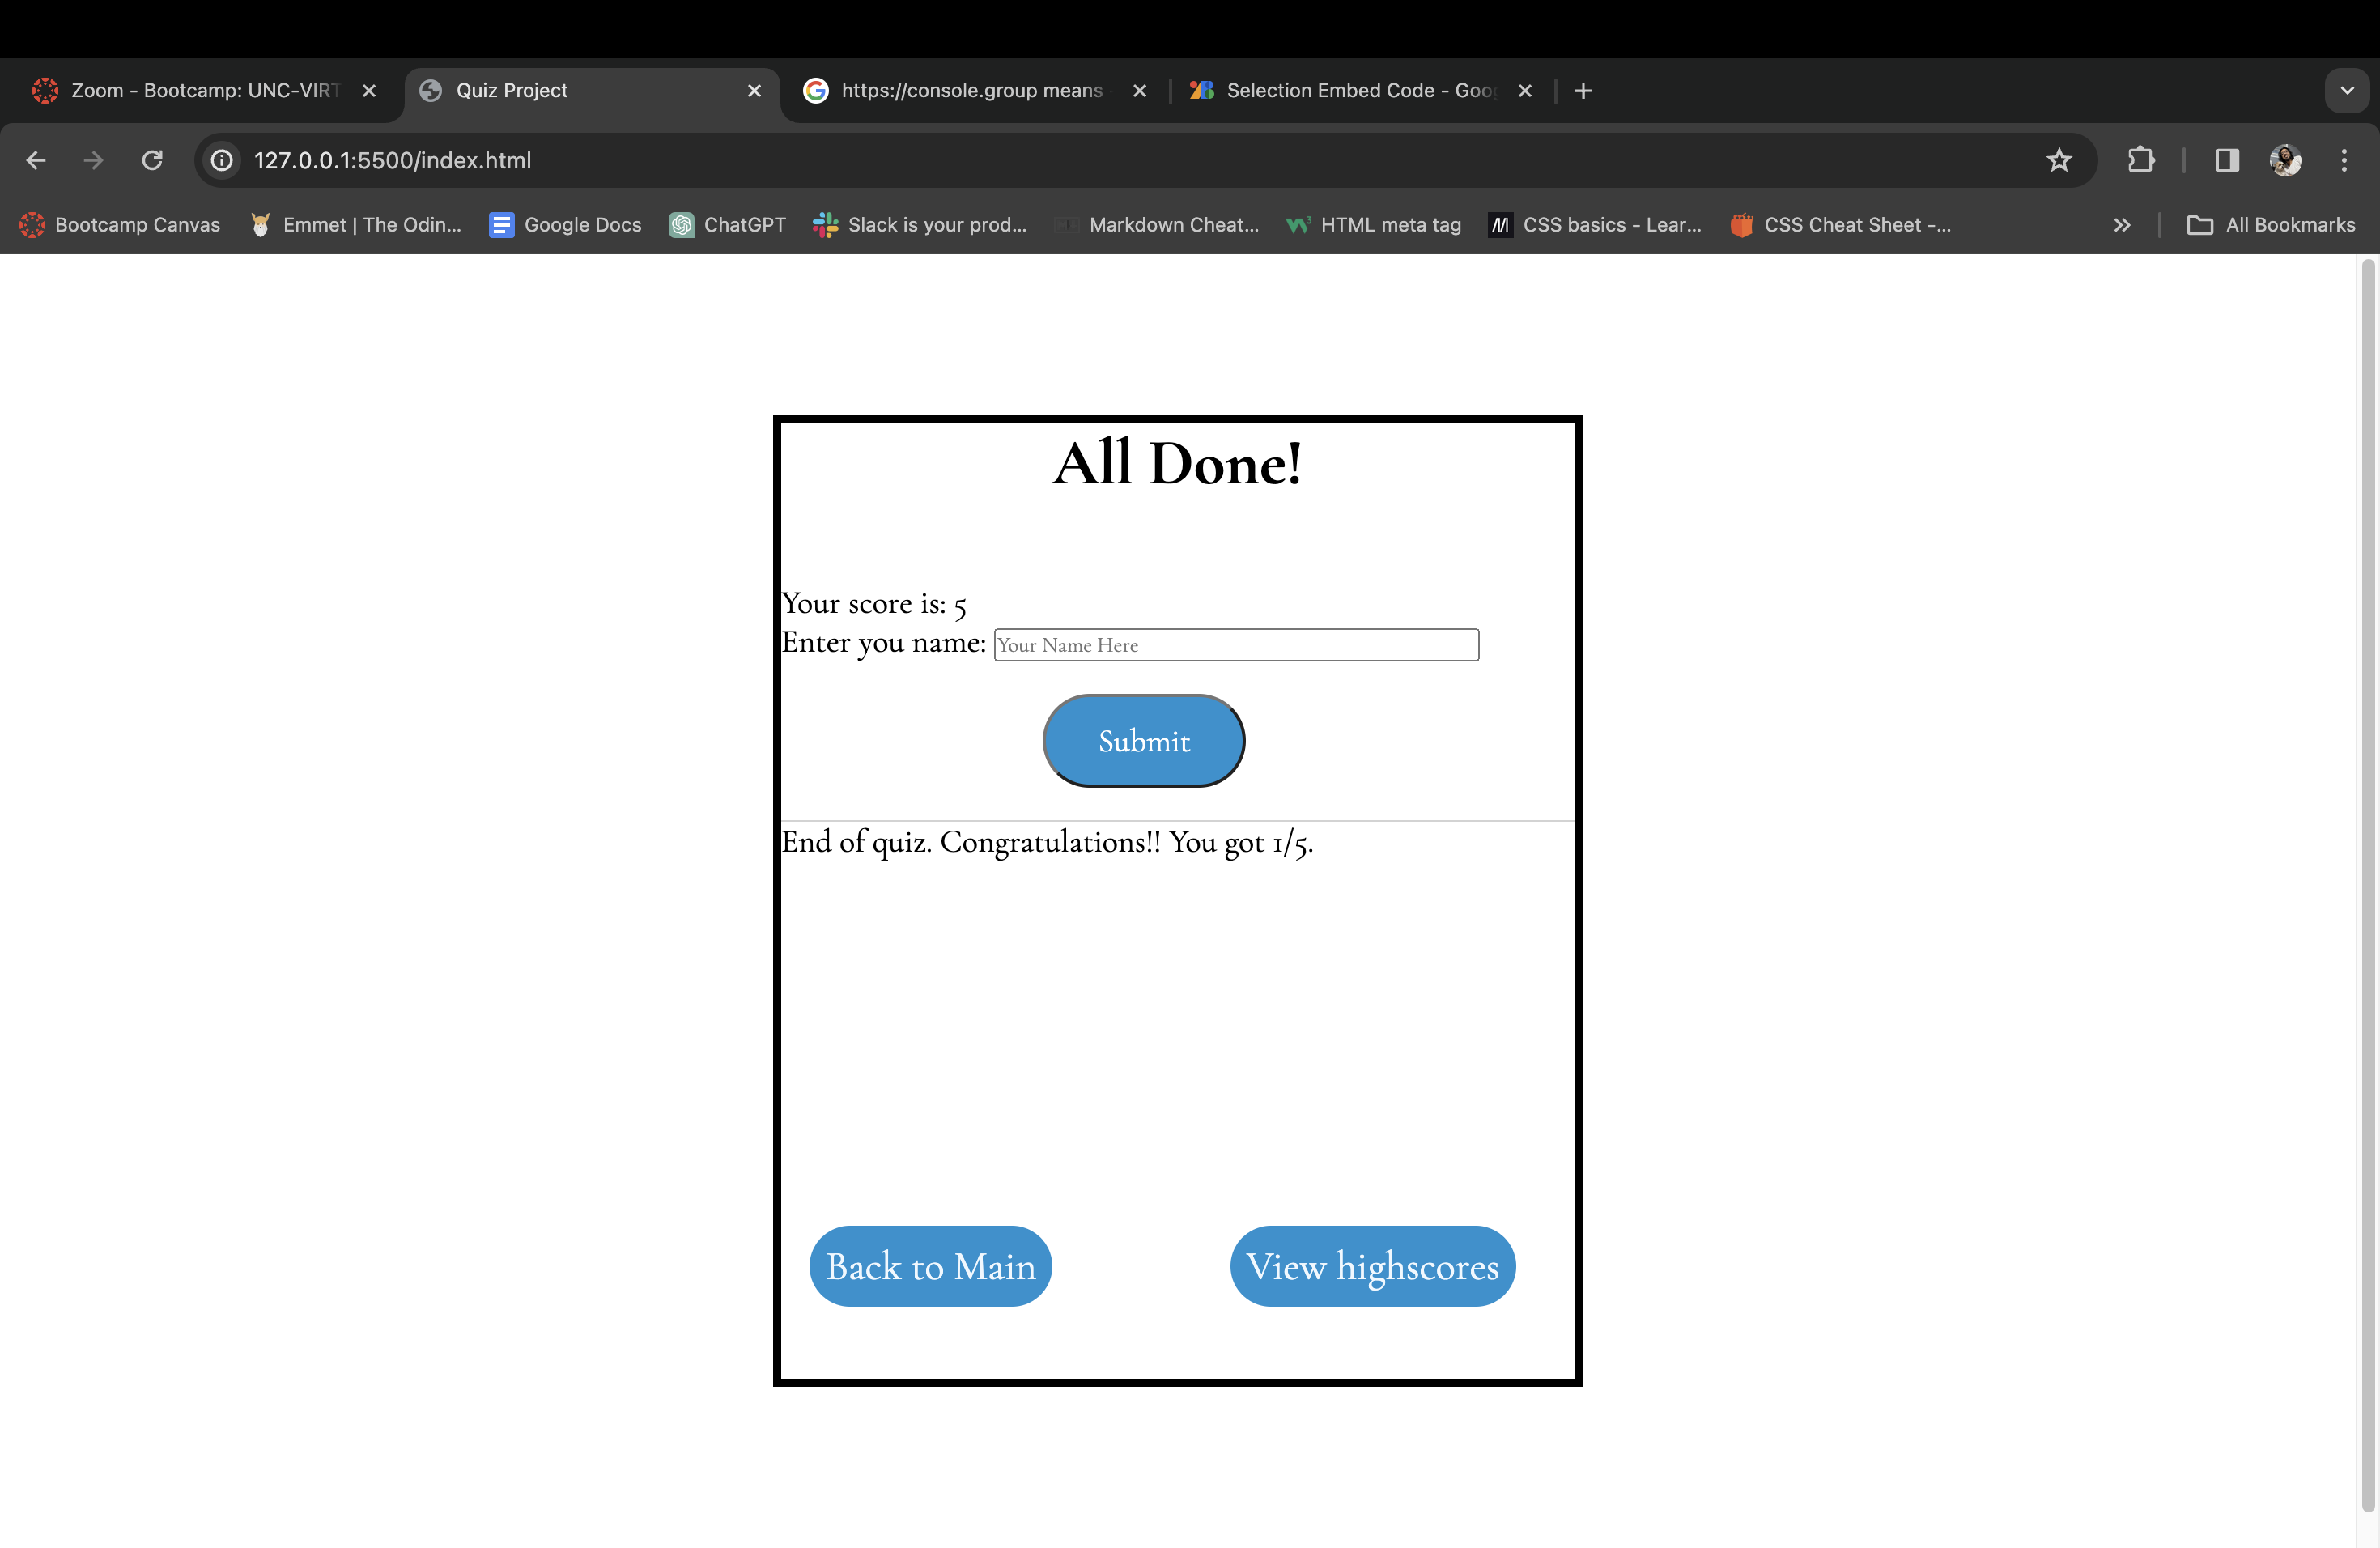 Zoom - Bootcamp: UNC-VIRT
Quiz Project
https://console.group means
Selection Embed Code - Goog
127.0.0.1:5500/index.html
Bootcamp Canvas
Emmet | The Odin...
Google Docs
ChatGPT
Slack is your prod...
Markdown Cheat...
HTML meta tag
CSS basics - Lear...
CSS Cheat Sheet -...
All Bookmarks
All Done!
Your score is: 5
Enter you name: Your Name Here
Submit
End of quiz. Congratulations!! You got 1/5.
Back to Main
View highscores